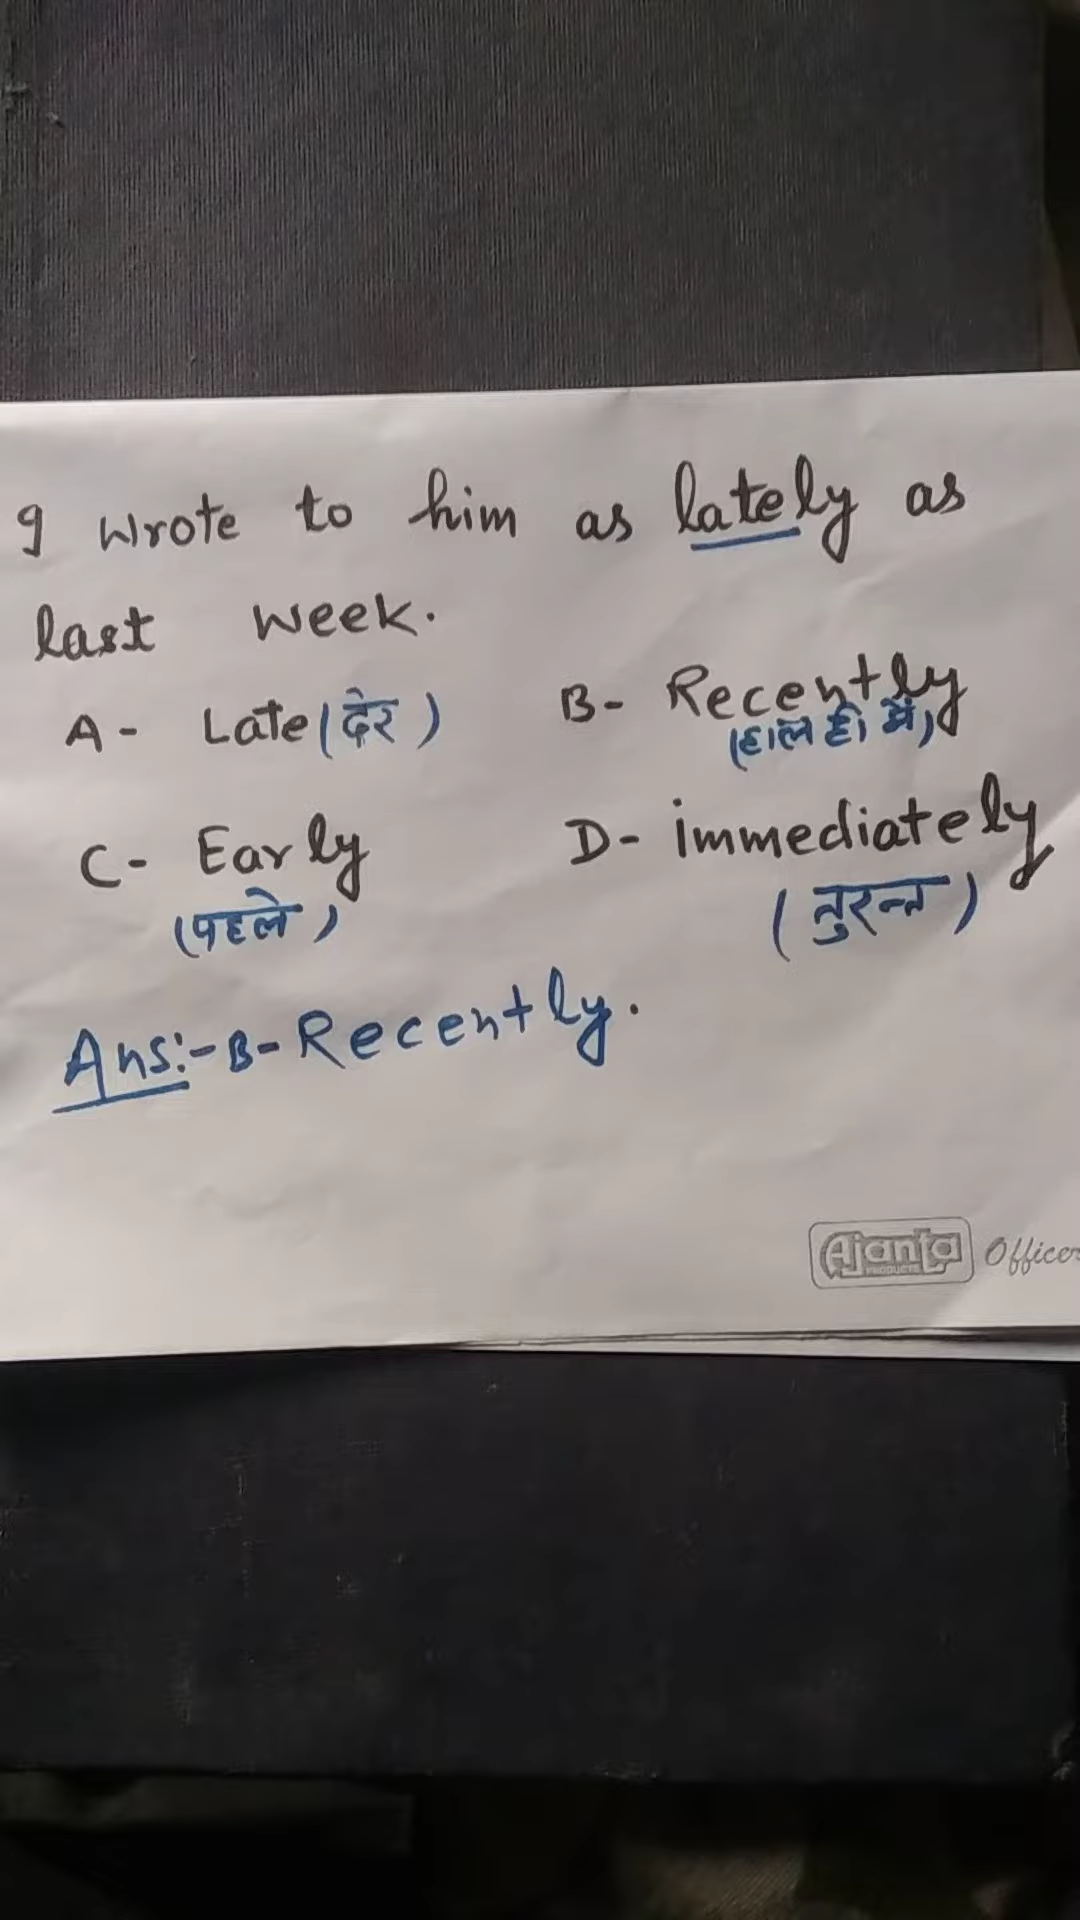 I wrote to him as lately as
last week.
A- Late (देर) B- Recently
(हाल ही में)
C- Early D- immediately
(पहले) (तुरन्त)
Ans:- B- Recently.
Ajanta Officer
PRODUCTS